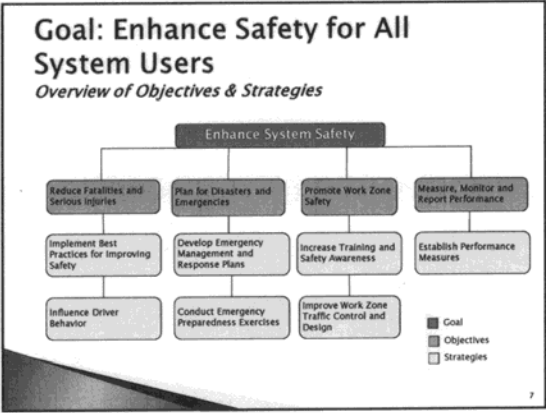 Goal: Enhance Safety for All
System Users
Overview of Objectives & Strategies
Enhance System Safety
Reduce Fatalities and
Serious Injuries
Plan for Disasters and
Emergencies
Promote Work Zone
Safety
Measure, Monitor and
Report Performance
Implement Best
Practices for Improving
Safety
Develop Emergency
Management and
Response Plans
Increase Training and
Safety Awareness
Establish Performance
Measures
Influence Driver
Behavior
Conduct Emergency
Preparedness Exercises
Improve Work Zone
Traffic Control and
Design
Goal
Objectives
Strategies
7